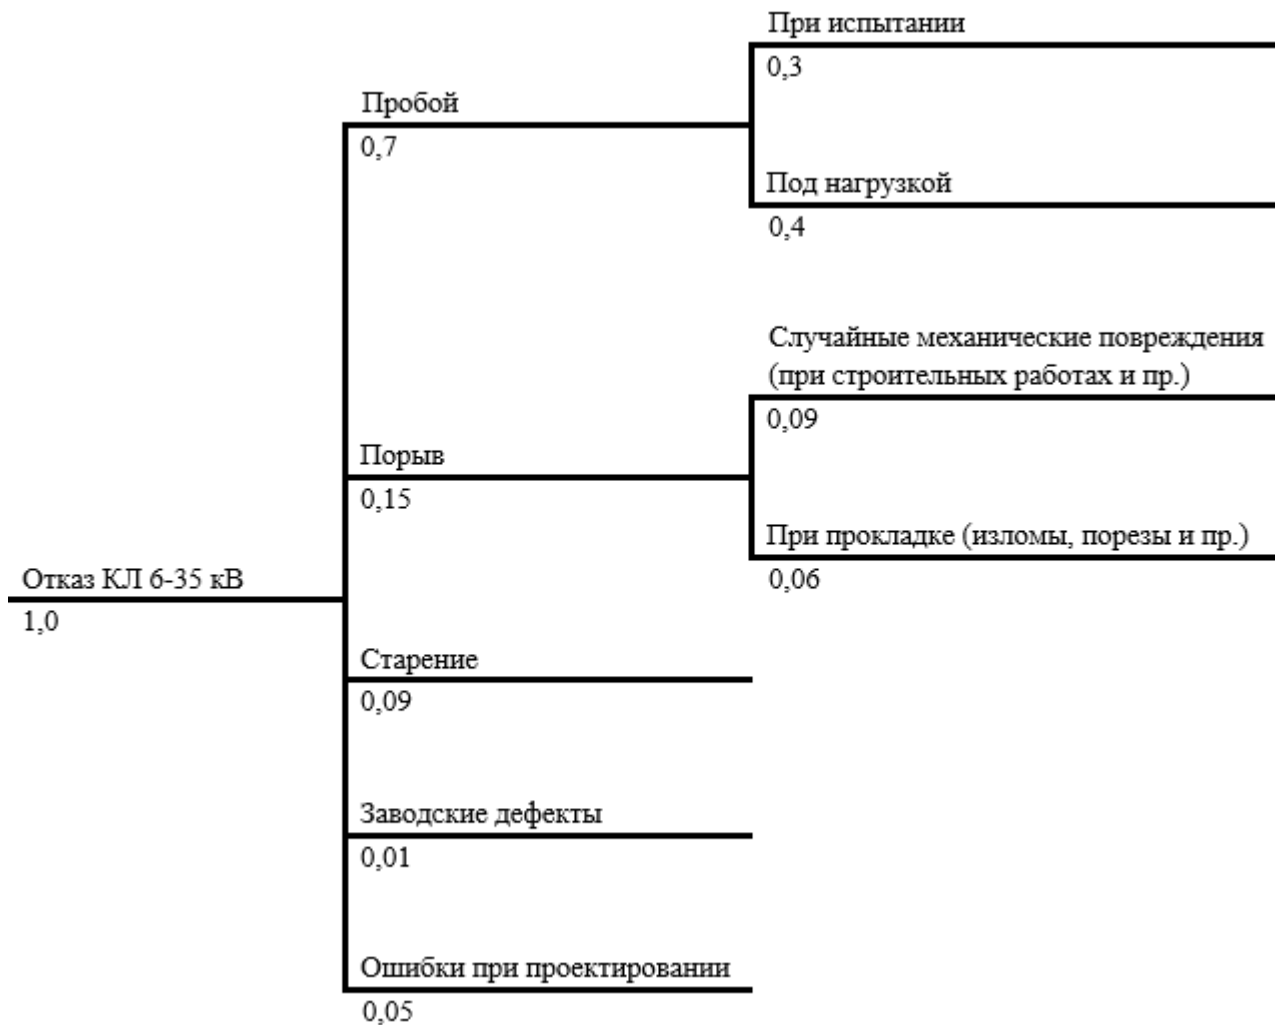 При испытании
0,3
Пробой
0,7
Под нагрузкой
0,4
Случайные механические повреждения
(при строительных работах и пр.)
0,09
Порыв
0,15
При прокладке (изломы, порезы и пр.)
0,06
Отказ КЛ 6-35 кВ
1,0
Старение
0,09
Заводские дефекты
0,01
Ошибки при проектировании
0,05